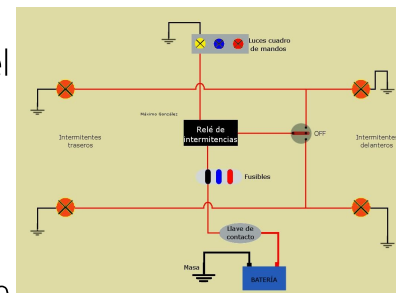 el
Luces cuadro
de mandos
Máximo González
Relé de
intermitencias
OFF
Intermitentes
traseros
Intermitentes
delanteros
Fusibles
Llave de
contacto
Masa
BATERÍA